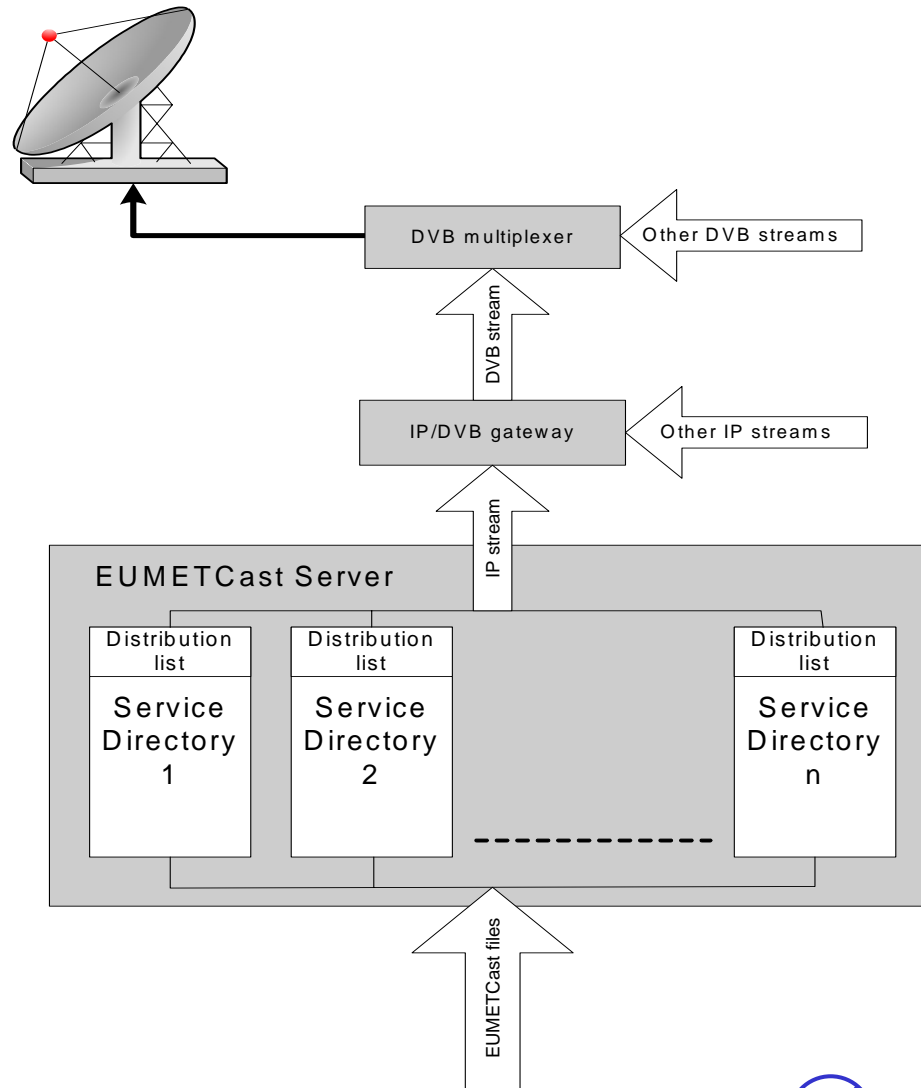 DVB multiplexer
Other DVB streams
DVB stream
IP/DVB gateway
Other IP streams
IP stream
EUMETCast Server
Distribution
list
Service
Directory
1
Distribution
list
Service
Directory
2
Distribution
list
Service
Directory
n
EUMETCast files